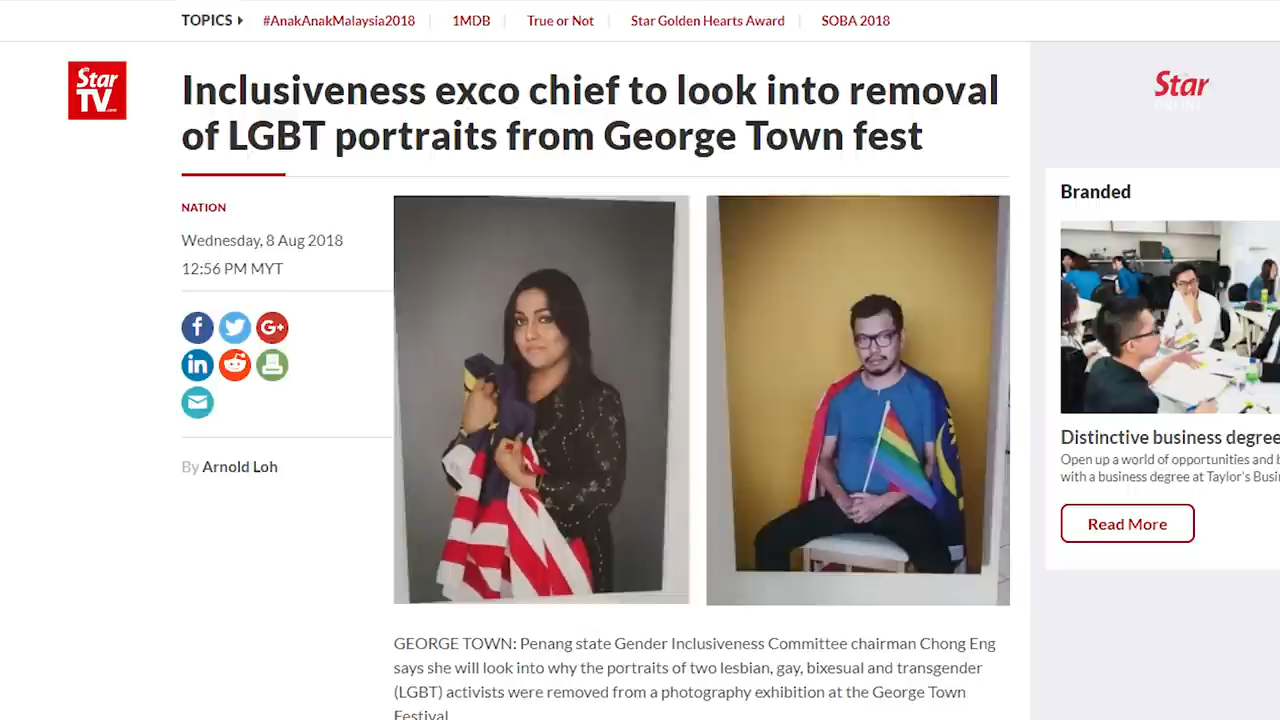 TOPICS
#AnakAnakMalaysia2018
1MDB
True or Not
Star Golden Hearts Award
SOBA 2018
Star
TV.com
Inclusiveness exco chief to look into removal
of LGBT portraits from George Town fest
NATION
Wednesday, 8 Aug 2018
12:56 PM MYT
By Arnold Loh
GEORGE TOWN: Penang state Gender Inclusiveness Committee chairman Chong Eng
says she will look into why the portraits of two lesbian, gay, bixesual and transgender
(LGBT) activists were removed from a photography exhibition at the George Town
Festival
Star
ONLINE
Branded
Distinctive business degree
Open up a world of opportunities and
with a business degree at Taylor's Busi
Read More